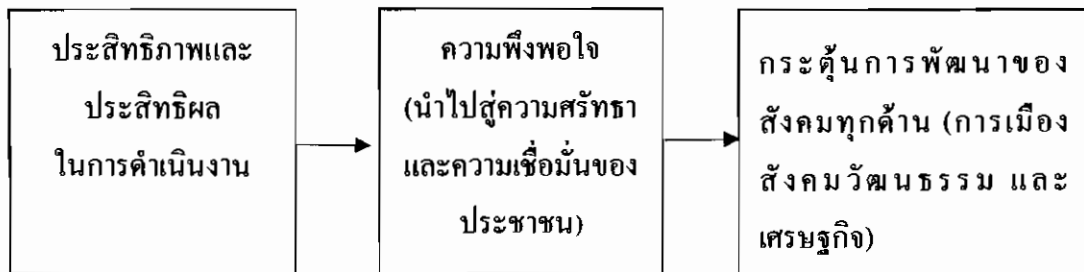 ประสิทธิภาพและ
ประสิทธิผล
ในการดำเนินงาน
ความพึงพอใจ
(นำไปสู่ความศรัทธา
และความเชื่อมั่นของ
ประชาชน)
กระตุ้นการพัฒนาของ
สังคมทุกด้าน (การเมือง
สังคมวัฒนธรรม และ
เศรษฐกิจ)